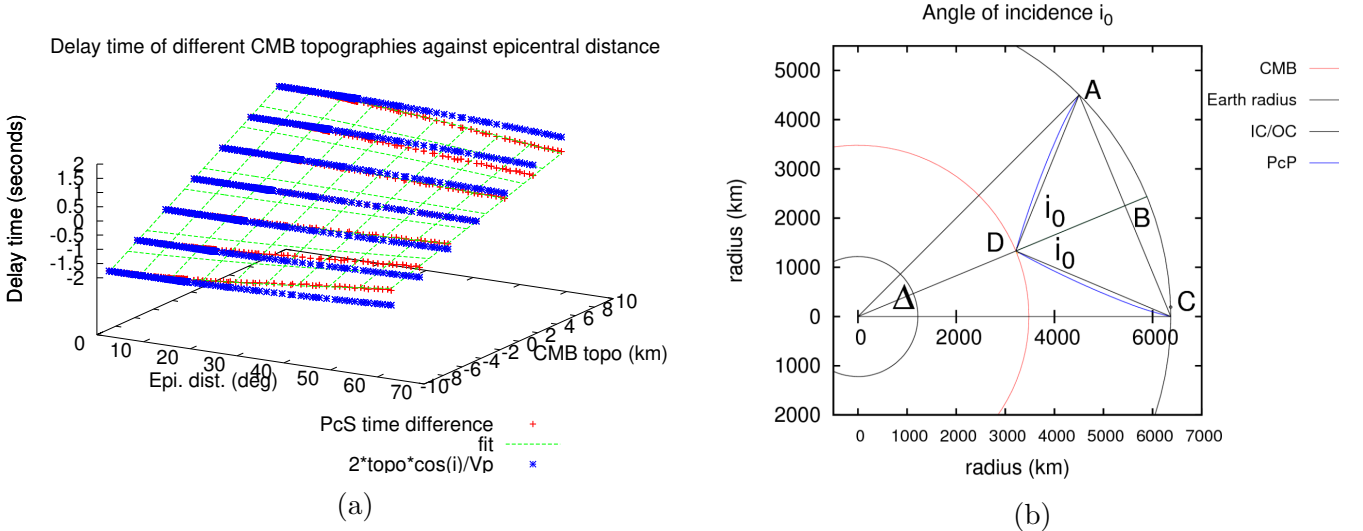 Delay time of different CMB topographies against epicentral distance
Delay time (seconds)
2
1.5
1
0.5
0
-0.5
-1
-1.5
-2
0
10
20
30
40
50
60
70
Epi. dist. (deg)
-10
-8
-6
-4
-2
0
2
4
6
8
10
CMB topo (km)
PcS time difference
fit
2*topo*cos(i)/Vp
(a)
Angle of incidence i0
radius (km)
5000
4000
3000
2000
1000
0
1000
2000
CMB
Earth radius
IC/OC
PcP
A
B
C
D
i0
i0
Δ
0 2000 4000 6000
0 1000 2000 3000 4000 5000 6000 7000
radius (km)
(b)